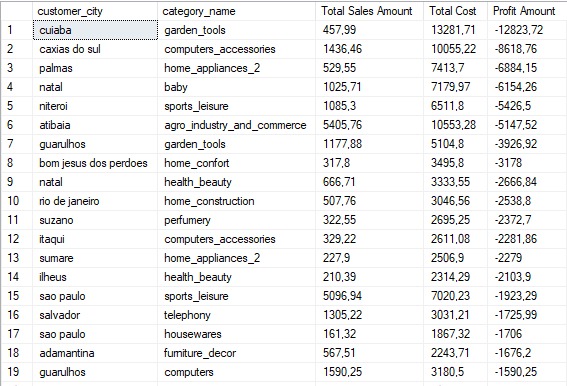 customer_city category_name Total Sales Amount Total Cost Profit Amount
1 cuiaba garden_tools 457,99 13281,71 -12823,72
2 caxias do sul computers_accessories 1436,46 10055,22 -8618,76
3 palmas home_appliances_2 529,55 7413,7 -6884,15
4 natal baby 1025,71 7179,97 -6154,26
5 niteroi sports_leisure 1085,3 6511,8 -5426,5
6 atibaia agro_industry_and_commerce 5405,76 10553,28 -5147,52
7 guarulhos garden_tools 1177,88 5104,8 -3926,92
8 bom jesus dos perdoes home_confort 317,8 3495,8 -3178
9 natal health_beauty 666,71 3333,55 -2666,84
10 rio de janeiro home_construction 507,76 3046,56 -2538,8
11 suzano perfumery 322,55 2695,25 -2372,7
12 itaqui computers_accessories 329,22 2611,08 -2281,86
13 sumare home_appliances_2 227,9 2506,9 -2279
14 ilheus health_beauty 210,39 2314,29 -2103,9
15 sao paulo sports_leisure 5096,94 7020,23 -1923,29
16 salvador telephony 1305,22 3031,21 -1725,99
17 sao paulo housewares 161,32 1867,32 -1706
18 adamantina furniture_decor 567,51 2243,71 -1676,2
19 guarulhos computers 1590,25 3180,5 -1590,25